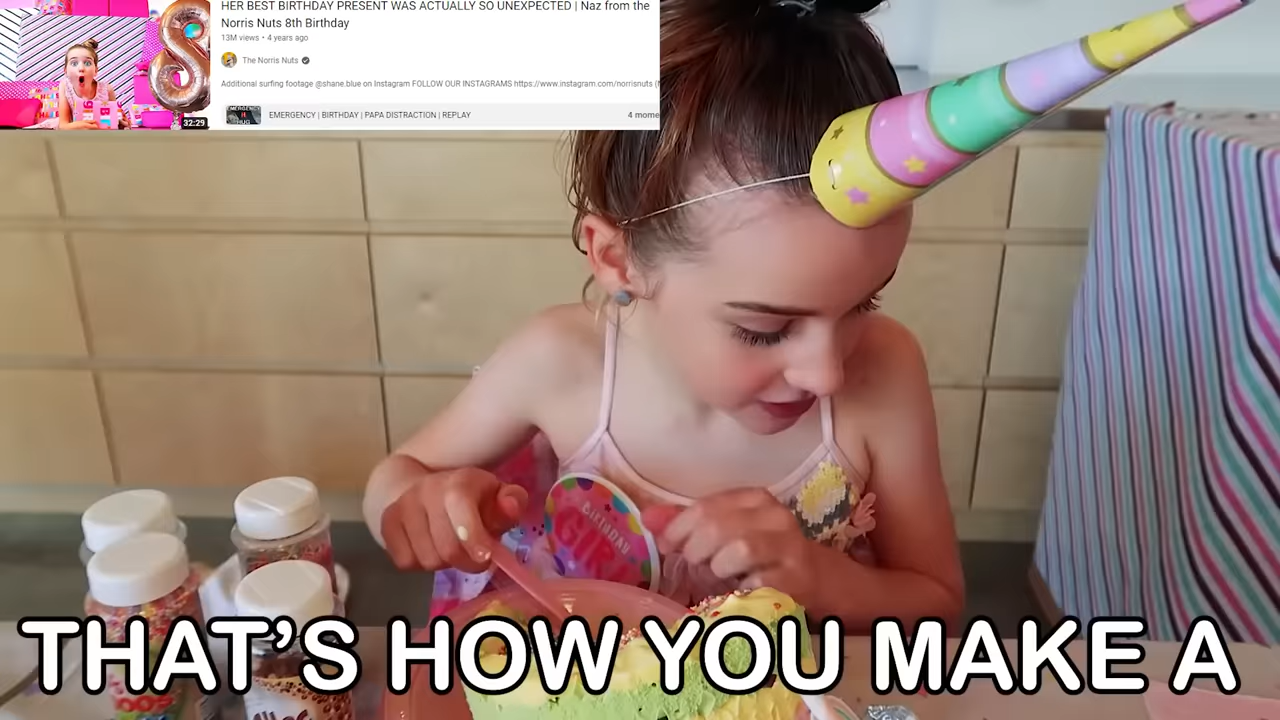 HER BEST BIRTHDAY PRESENT WAS ACTUALLY SO UNEXPECTED | Naz from the
Norris Nuts 8th Birthday
13M views • 4 years ago
The Norris Nuts
Additional surfing footage @shane.blue on Instagram FOLLOW OUR INSTAGRAMS https://www.instagram.com/norrisnuts
EMERGENCY | BIRTHDAY | PAPA DISTRACTION | REPLAY
4 mome
32:29
BIRTHDAY
GIRL
THAT'S HOW YOU MAKE A